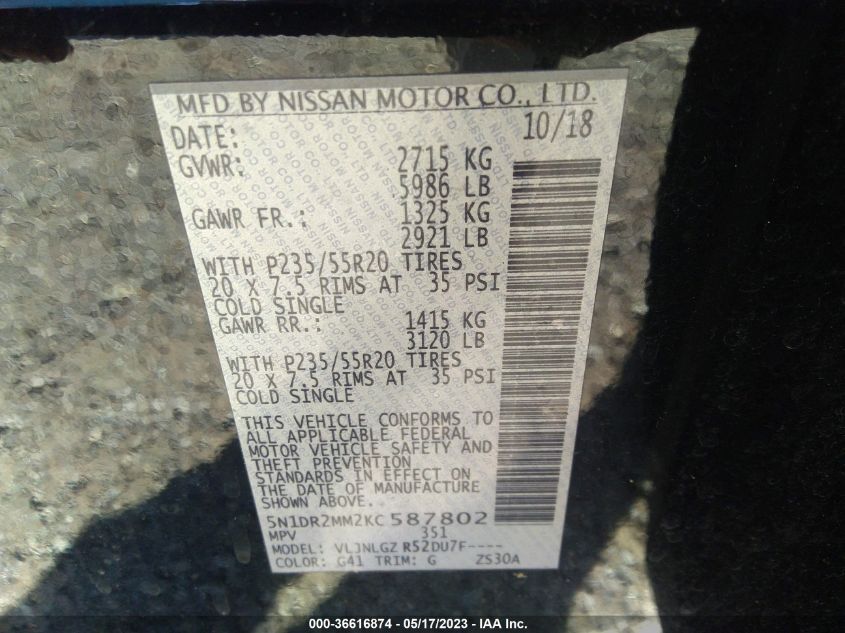 MFD BY NISSAN MOTOR CO., LTD.
DATE: 10/18
GVWR: 2715 KG
5986 LB
GAWR FR.: 1325 KG
2921 LB
WITH P235/55R20 TIRES
20 X 7.5 RIMS AT 35 PSI
COLD SINGLE
GAWR RR.: 1415 KG
3120 LB
WITH P235/55R20 TIRES
20 X 7.5 RIMS AT 35 PSI
COLD SINGLE
THIS VEHICLE CONFORMS TO
ALL APPLICABLE FEDERAL
MOTOR VEHICLE SAFETY AND
THEFT PREVENTION
STANDARDS IN EFFECT ON
THE DATE OF MANUFACTURE
SHOWN ABOVE.
5N1DR2MM2KC 587802
MPV 351
MODEL: VLJNLGZ R52DU7F----
COLOR: G41 TRIM: G ZS30A
000-36616874 - 05/17/2023 - IAA Inc.